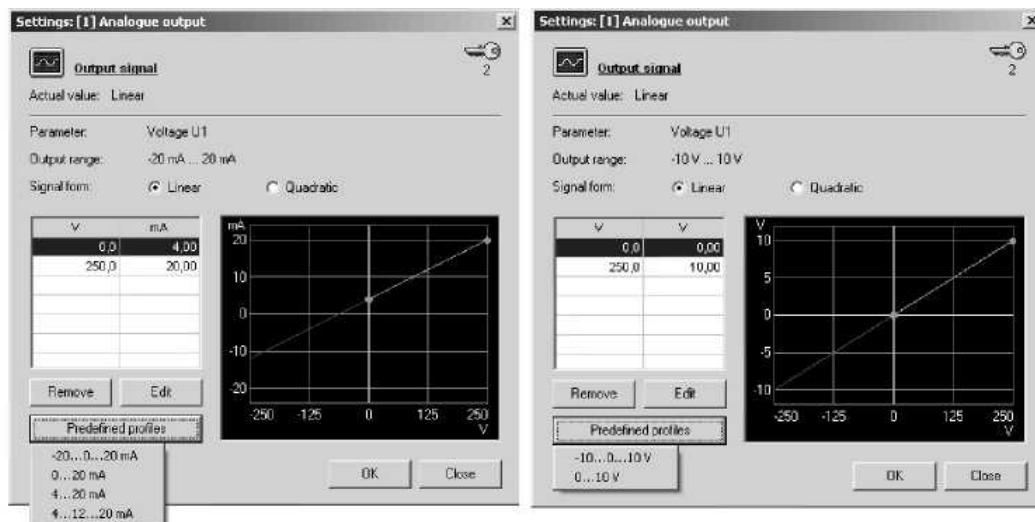 Settings: [1] Analogue output
Output signal
2
Actual value: Linear
Parameter: Voltage U1
Output range: -20 mA ... 20 mA
Signal form: Linear Quadratic
V mA
0,0 4,00
250,0 20,00
mA
20
10
0
-10
-20
-250 -125 0 125 250
V
Remove Edit
Predefined profiles
-20...0...20 mA
0...20 mA
4...20 mA
4...12...20 mA
OK Close
Settings: [1] Analogue output
Output signal
2
Actual value: Linear
Parameter: Voltage U1
Output range: -10 V ... 10 V
Signal form: Linear Quadratic
V V
0,0 0,00
250,0 10,00
V
10
5
0
-5
-10
-250 -125 0 125 250
V
Remove Edit
Predefined profiles
-10...0...10 V
0...10 V
OK Close